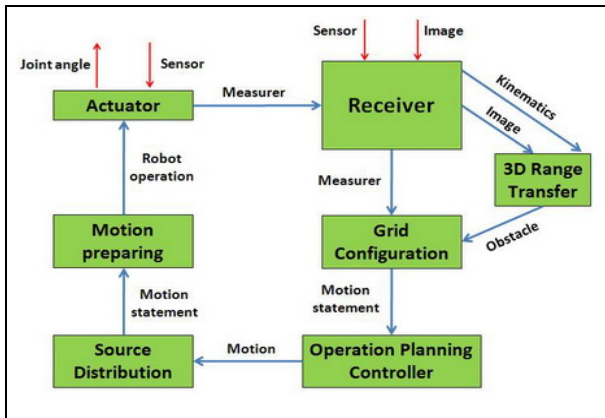 Sensor
Image
Joint angle
Sensor
Actuator
Measurer
Receiver
Kinematics
Image
Robot
operation
Measurer
3D Range
Transfer
Motion
preparing
Grid
Configuration
Obstacle
Motion
statement
Motion
statement
Source
Distribution
Motion
Operation Planning
Controller